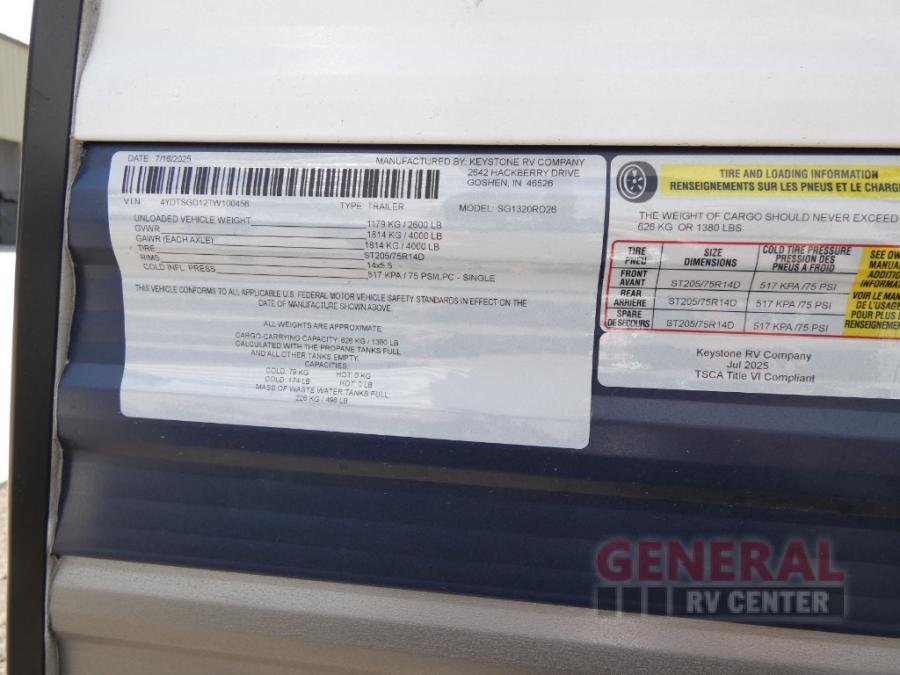 DATE: 7/16/2025 MANUFACTURED BY: KEYSTONE RV COMPANY
2642 HACKBERRY DRIVE
GOSHEN, IN 46526
VIN 4YDTSGD12TW100456 TYPE: TRAILER MODEL: SG1320RD26
UNLOADED VEHICLE WEIGHT 1179 KG / 2600 LB
GVWR 1814 KG / 4000 LB
GAWR (EACH AXLE) 1814 KG / 4000 LB
TIRE ST205/75R14D
RIMS 14x5.5
COLD INFL. PRESS 517 KPA / 75 PSI/LPC - SINGLE
THIS VEHICLE CONFORMS TO ALL APPLICABLE U.S. FEDERAL MOTOR VEHICLE SAFETY STANDARDS IN EFFECT ON THE
DATE OF MANUFACTURE SHOWN ABOVE.
ALL WEIGHTS ARE APPROXIMATE.
CARGO-CARRYING CAPACITY: 626 KG / 1380 LB
CALCULATED WITH THE PROPANE TANKS FULL
AND ALL OTHER TANKS EMPTY.
CAPACITIES:
COLD: 79 KG HOT: 0 KG
COLD: 174 LB HOT: 0 LB
MASS OF WASTE WATER TANKS FULL:
226 KG / 498 LB
TIRE AND LOADING INFORMATION
RENSEIGNEMENTS SUR LES PNEUS ET LE CHARG
THE WEIGHT OF CARGO SHOULD NEVER EXCEED
626 KG OR 1380 LBS.
TIRE
PNEU
SIZE
DIMENSIONS
COLD TIRE PRESSURE
PRESSION DES
PNEUS A FROID
FRONT
AVANT
ST205/75R14D 517 KPA /75 PSI
REAR
ARRIÈRE
ST205/75R14D 517 KPA /75 PSI
SPARE
DE SECOURS
ST205/75R14D 517 KPA /75 PSI
SEE OW
MANUA
ADDITIO
INFORMAT
VOIR LE MAN
DE L'USAGE
POUR PLUS D
RENSEIGNEME
Keystone RV Company
Jul 2025
TSCA Title VI Compliant
GENERAL
RV CENTER